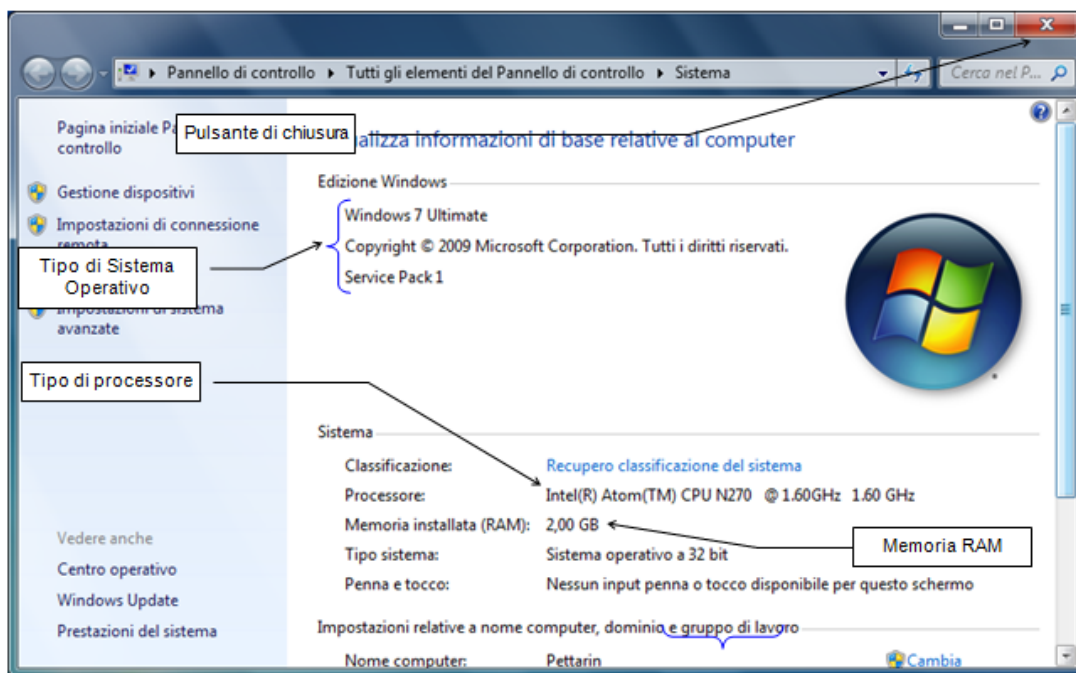 Pannello di controllo ▸ Tutti gli elementi del Pannello di controllo ▸ Sistema
Cerca nel P...
Pagina iniziale P
controllo
Pulsante di chiusura
alizza informazioni di base relative al computer
Gestione dispositivi
Impostazioni di connessione
remota
Tipo di Sistema
Operativo
Impostazioni di sistema
avanzate
Tipo di processore
Edizione Windows
Windows 7 Ultimate
Copyright © 2009 Microsoft Corporation. Tutti i diritti riservati.
Service Pack 1
Sistema
Classificazione: Recupero classificazione del sistema
Processore: Intel(R) Atom(TM) CPU N270 @ 1.60GHz 1.60 GHz
Memoria installata (RAM): 2,00 GB
Memoria RAM
Tipo sistema: Sistema operativo a 32 bit
Penna e tocco: Nessun input penna o tocco disponibile per questo schermo
Vedere anche
Centro operativo
Windows Update
Prestazioni del sistema
Impostazioni relative a nome computer, dominio e gruppo di lavoro
Nome computer: Pettarin
Cambia